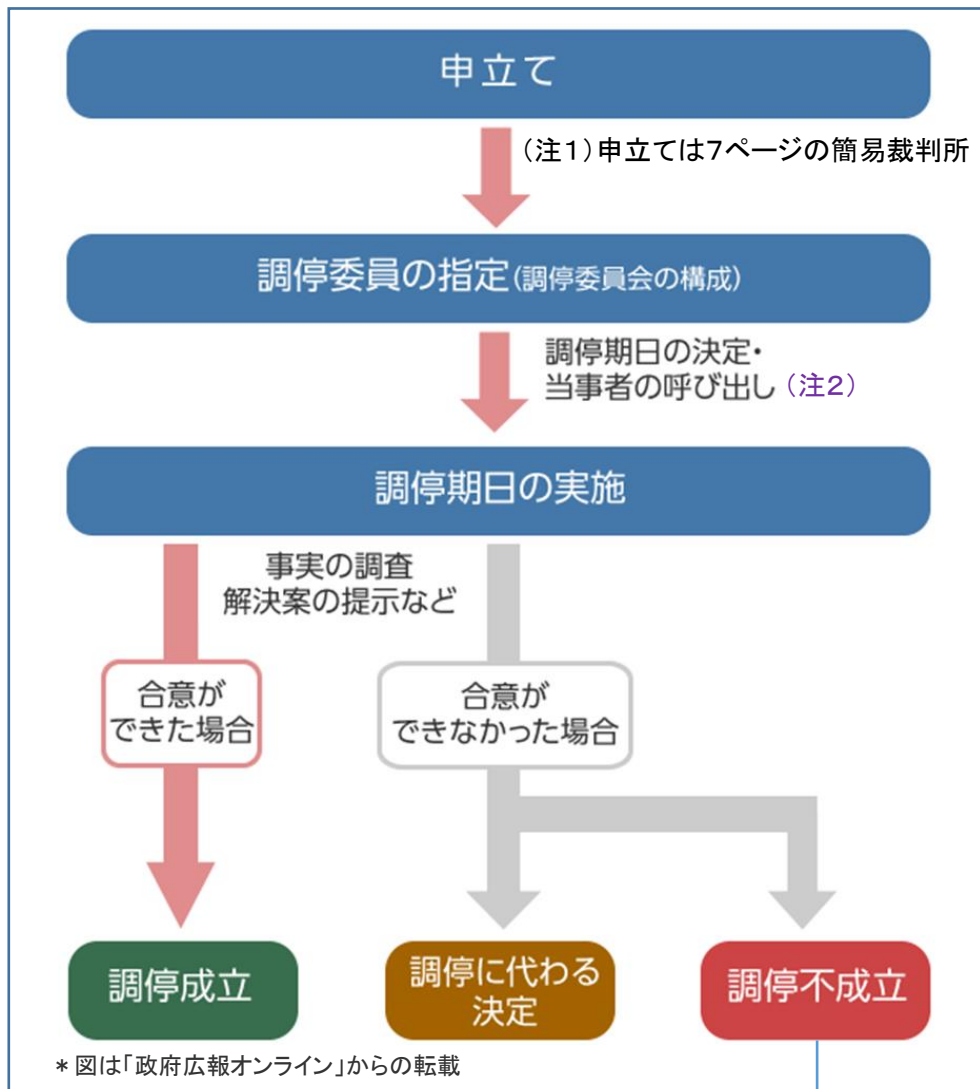 申立て
(注1)申立ては7ページの簡易裁判所
調停委員の指定(調停委員会の構成)
調停期日の決定・
当事者の呼び出し(注2)
調停期日の実施
事実の調査
解決案の提示など
合意が
できた場合
合意が
できなかった場合
調停成立
調停に代わる
決定
調停不成立
*図は「政府広報オンライン」からの転載